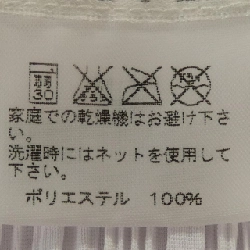 弱
30
家庭での乾燥機はお避け下さ
い。
洗濯時にはネットを使用して
下さい。
ポリエステル 100%